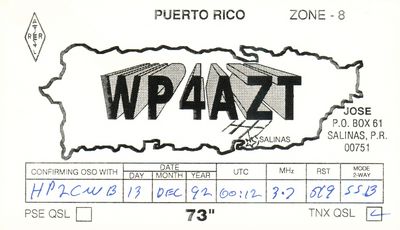 PUERTO RICO ZONE - 8
A
R R
L
WP4AZT
JOSE
P.O. BOX 61
SALINAS, P.R.
00751
SALINAS
CONFIRMING QSO WITH DATE UTC MHz RST MODE
DAY MONTH YEAR 2-WAY
HP2CWB 13 DEC 92 00:12 3.7 569 SSB
PSE QSL 73" TNX QSL